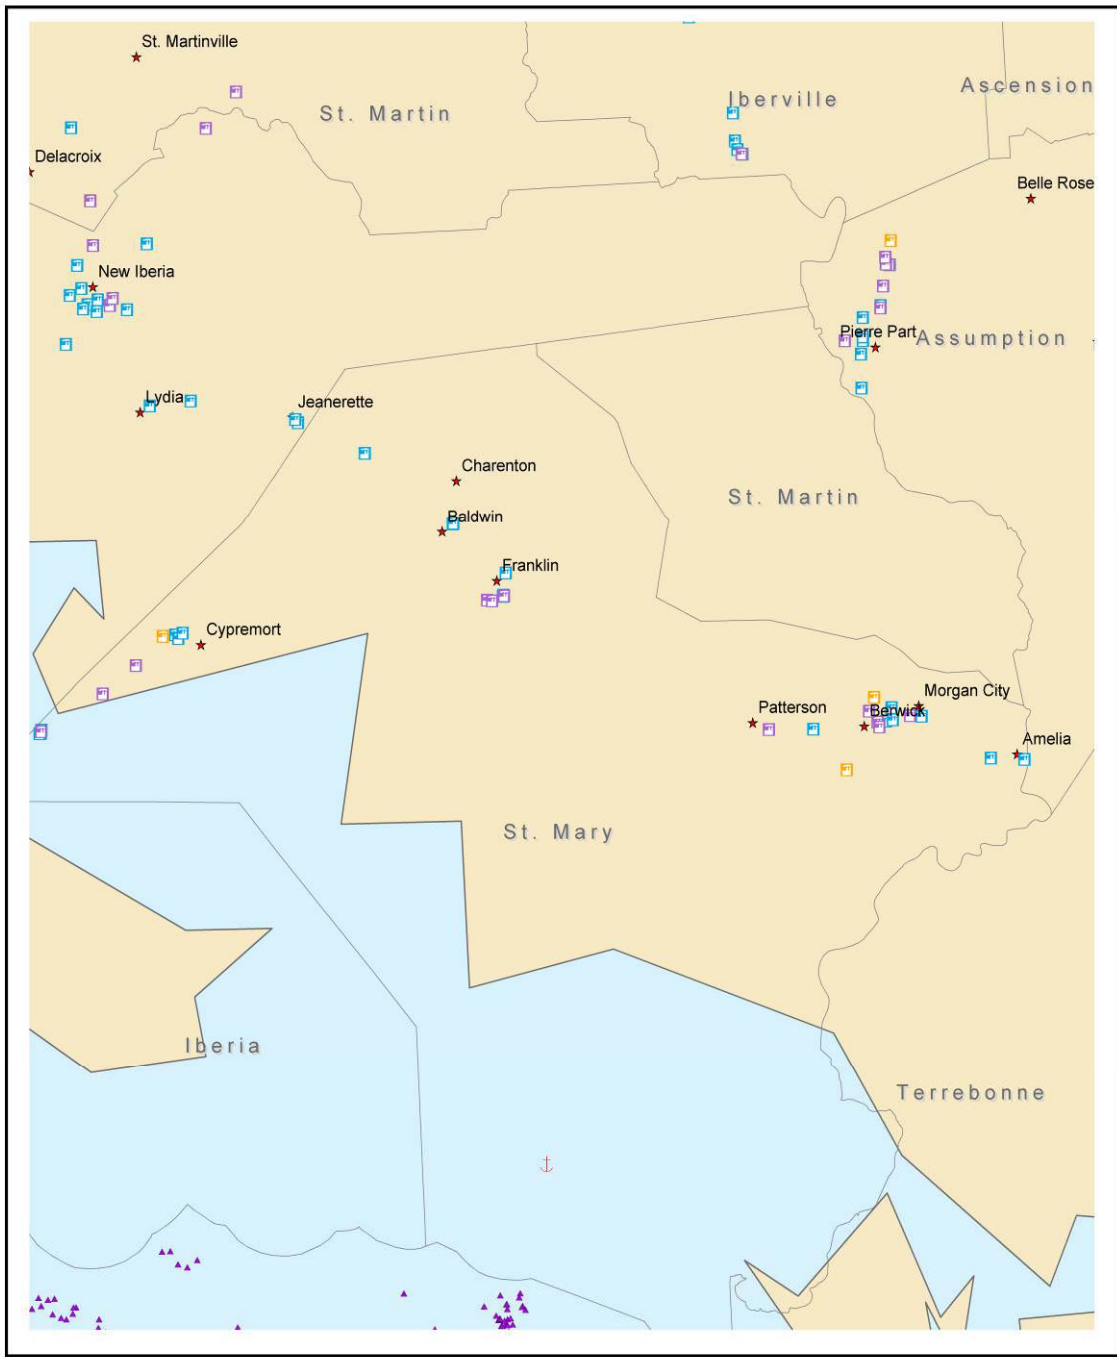 St. Martinville
Ascension
Iberville
St. Martin
Delacroix
Belle Rose
New Iberia
Pierre Part
Assumption
Lydia
Jeanerette
Charenton
St. Martin
Baldwin
Franklin
Cypremort
Morgan City
Patterson
Berwick
Amelia
St. Mary
Iberia
Terrebonne